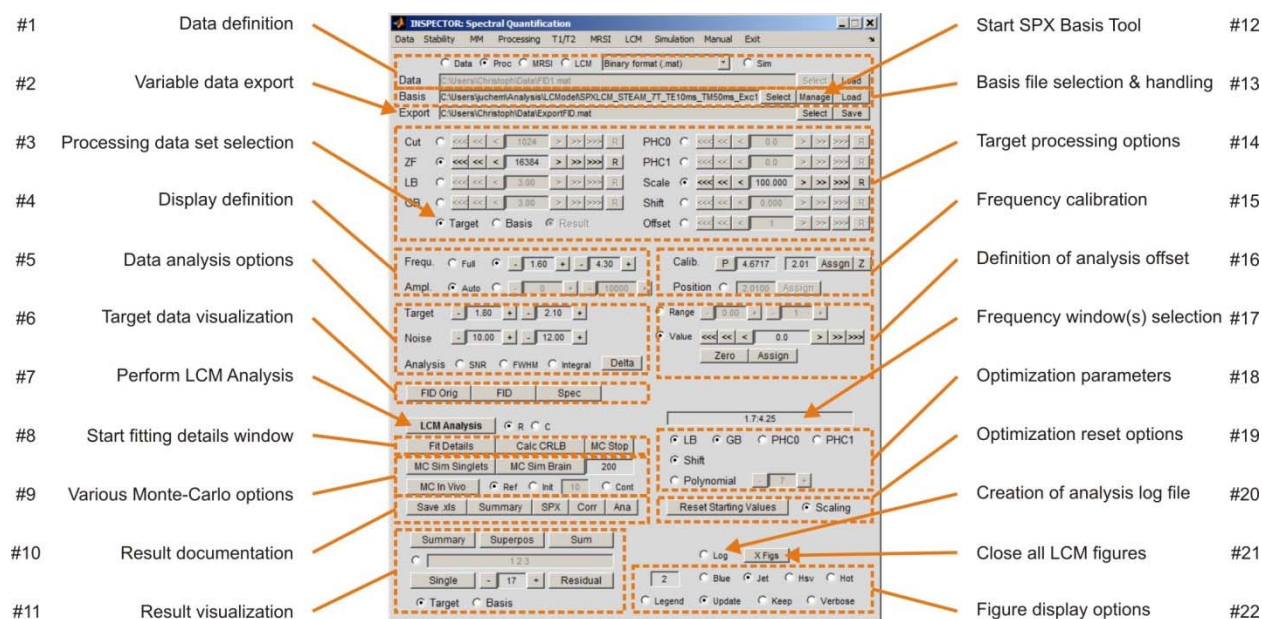 #1 Data definition
#2 Variable data export
#3 Processing data set selection
#4 Display definition
#5 Data analysis options
#6 Target data visualization
#7 Perform LCM Analysis
#8 Start fitting details window
#9 Various Monte-Carlo options
#10 Result documentation
#11 Result visualization
INSPECTOR: Spectral Quantification
Data Stability MM Processing T1/T2 MRSI LCM Simulation Manual Exit
Data Proc MRSI LCM Binary format (.mat) Sim
Data C:\Users\Christoph\Data\FID1.mat Select Load
Basis C:\Users\juchem\Analysis\LCModel\SPXLCM_STEAM_7T_TE10ms_TM50ms_Exc1 Select Manage Load
Export C:\Users\Christoph\Data\ExportFID.mat Select Save
Cut <<< << < 1024 > >> >>> R PHC0 <<< << < 0.0 > >> >>> R
ZF <<< << < 16384 > >> >>> R PHC1 <<< << < 0.0 > >> >>> R
LB <<< << < 3.00 > >> >>> R Scale <<< << < 100.000 > >> >>> R
GB <<< << < 3.00 > >> >>> R Shift <<< << < 0.000 > >> >>> R
Target Basis Result Offset <<< << < 1 > >> >>> R
Frequ. Full - 1.60 + - 4.30 + Calib. P 4.6717 2.01 Assgn Z
Ampl. Auto - 0 + - 10000 + Position 2.0100 Assign
Target - 1.80 + - 2.10 + Range - 0.00 + - 1 +
Noise - 10.00 + - 12.00 + Value <<< << < 0.0 > >> >>>
Zero Assign
Analysis SNR FWHM Integral Delta
FID Orig FID Spec
LCM Analysis R C 1.7:4.25
Fit Details Calc CRLB MC Stop LB GB PHC0 PHC1
MC Sim Singlets MC Sim Brain 200 Shift
MC In Vivo Ref Init 10 Cont Polynomial - 7 +
Save .xls Summary SPX Corr Ana Reset Starting Values Scaling
Summary Superpos Sum
1 2 3 Log X Figs
Single - 17 + Residual 2 Blue Jet Hsv Hot
Target Basis Legend Update Keep Verbose
Start SPX Basis Tool #12
Basis file selection & handling #13
Target processing options #14
Frequency calibration #15
Definition of analysis offset #16
Frequency window(s) selection #17
Optimization parameters #18
Optimization reset options #19
Creation of analysis log file #20
Close all LCM figures #21
Figure display options #22